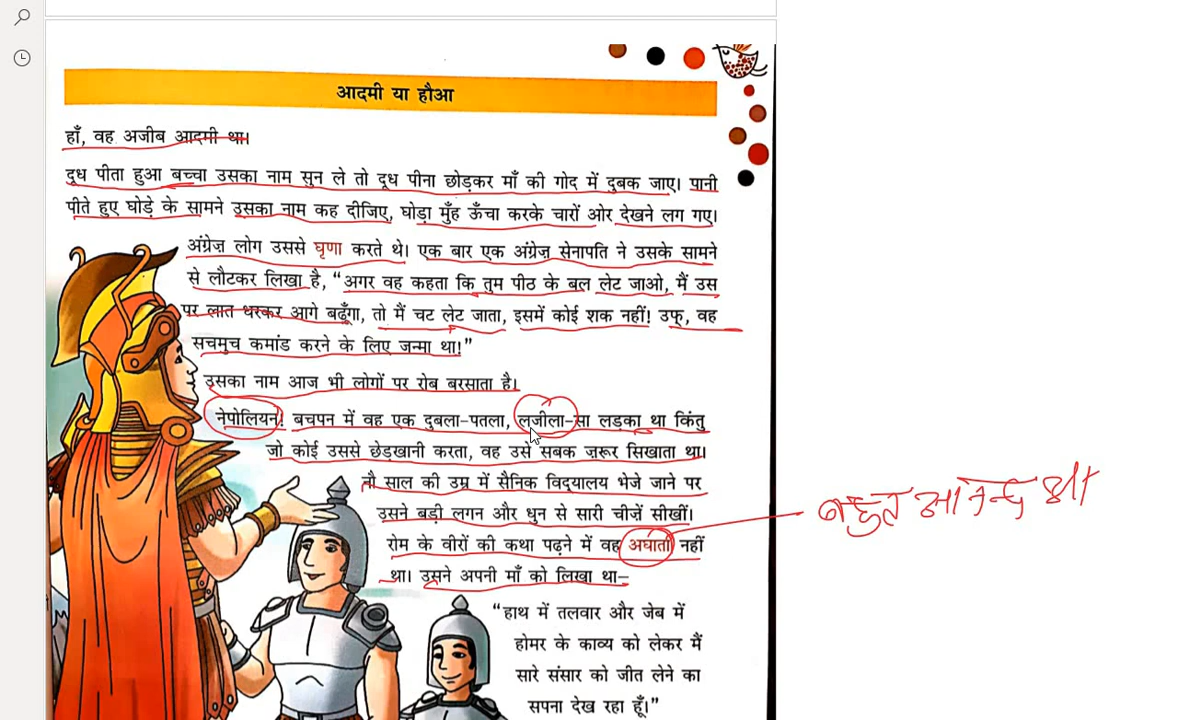 आदमी या हौआ
हाँ, वह अजीब आदमी था।
दूध पीता हुआ बच्चा उसका नाम सुन ले तो दूध पीना छोड़कर माँ की गोद में दुबक जाए। पानी
पीते हुए घोड़े के सामने उसका नाम कह दीजिए, घोड़ा मुँह ऊँचा करके चारों ओर देखने लग गए।
अंग्रेज़ लोग उससे घृणा करते थे। एक बार एक अंग्रेज़ सेनापति ने उसके सामने
से लौटकर लिखा है, “अगर वह कहता कि तुम पीठ के बल लेट जाओ, मैं उस
पर लात धरकर आगे बढ़ूँगा, तो मैं चट लेट जाता, इसमें कोई शक नहीं! उफ़्, वह
सचमुच कमांड करने के लिए जन्मा था!”
उसका नाम आज भी लोगों पर रोब बरसाता है।
नेपोलियन! बचपन में वह एक दुबला-पतला, लजीला-सा लड़का था किंतु
जो कोई उससे छेड़खानी करता, वह उसे सबक ज़रूर सिखाता था।
नौ साल की उम्र में सैनिक विद्यालय भेजे जाने पर
उसने बड़ी लगन और धुन से सारी चीज़ें सीखीं।
रोम के वीरों की कथा पढ़ने में वह अघाता नहीं
था। उसने अपनी माँ को लिखा था–
बहुत आनन्द था
“हाथ में तलवार और जेब में
होमर के काव्य को लेकर मैं
सारे संसार को जीत लेने का
सपना देख रहा हूँ।”